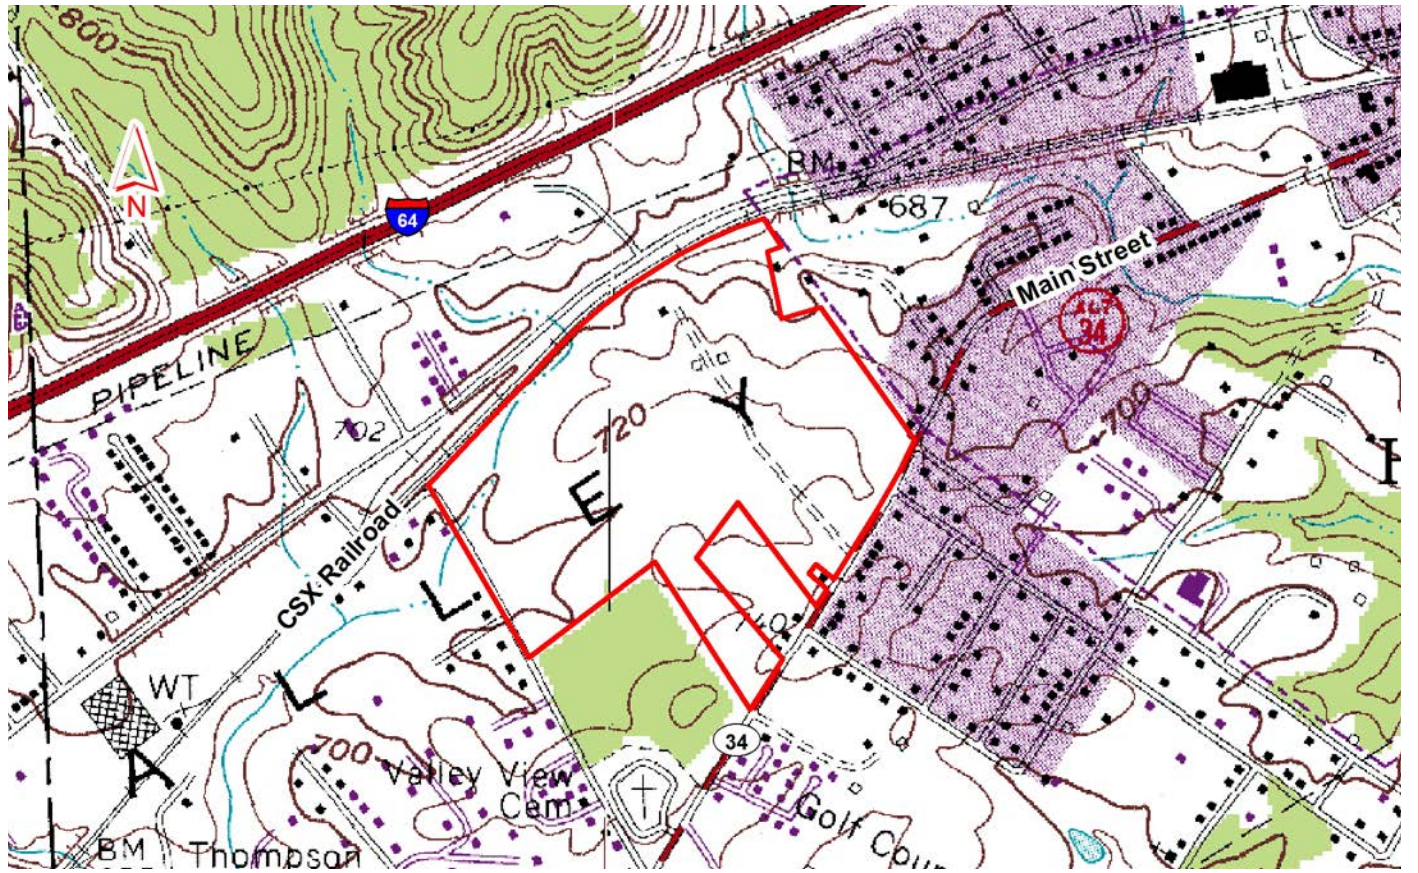 800
N
BM
64
687
Main Street
ALT
34
PIPELINE
702
720
700
Y
E
H
CSX Railroad
L
740
WT
L
34
700
Valley View
Cem
A
Golf Cour
BM
Thompson